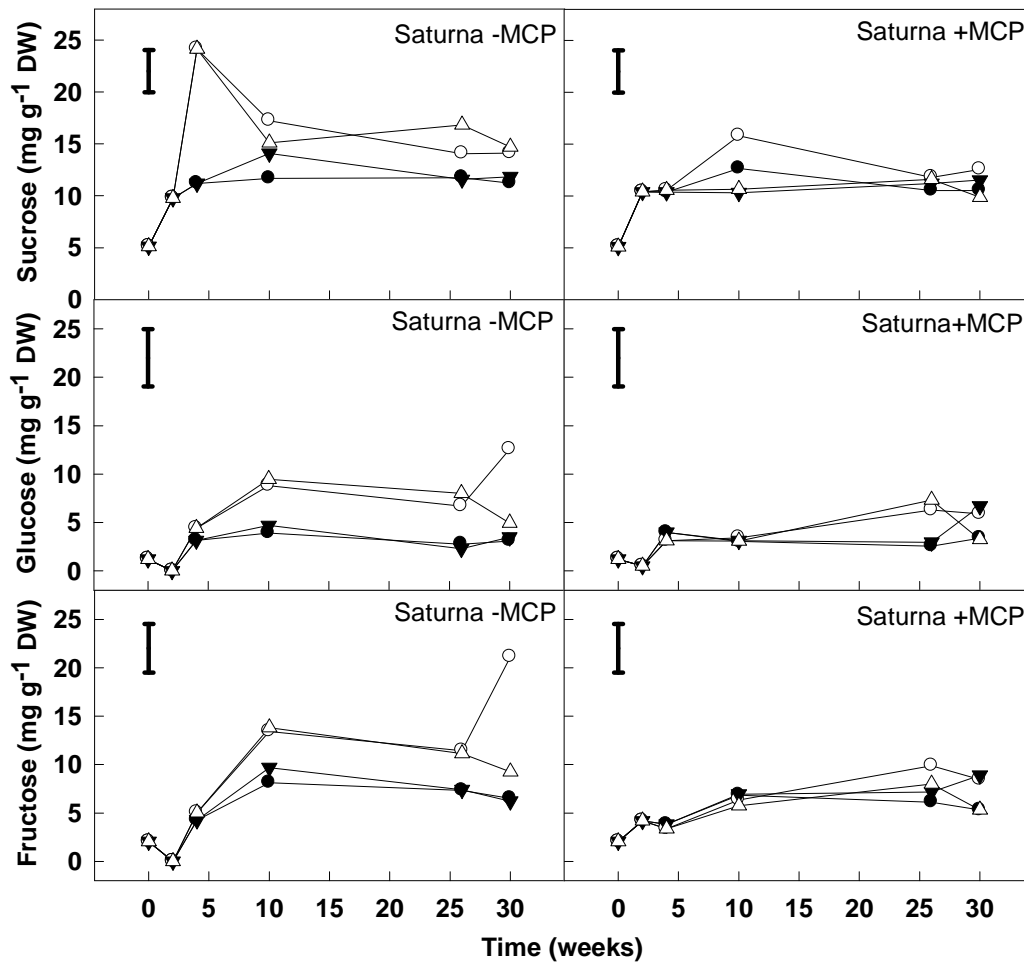 Saturna -MCP
Saturna +MCP
Sucrose (mg g-1 DW)
25
20
15
10
5
0
Saturna -MCP
Saturna+MCP
Glucose (mg g-1 DW)
25
20
15
10
5
0
Saturna -MCP
Saturna +MCP
Fructose (mg g-1 DW)
25
20
15
10
5
0
0 5 10 15 20 25 30 0 5 10 15 20 25 30
Time (weeks)